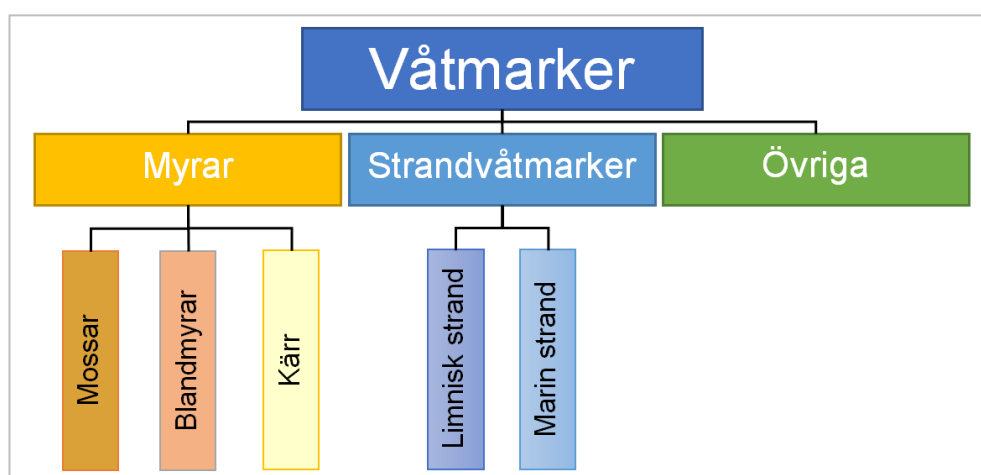 Våtmarker
Myrar
Strandvåtmarker
Övriga
Mossar
Blandmyrar
Kärr
Limnisk strand
Marin strand